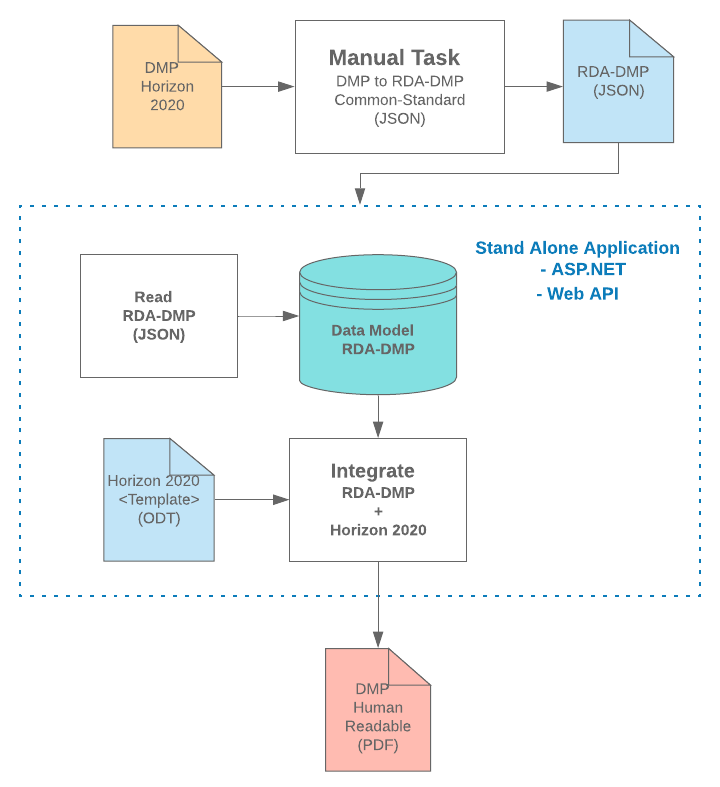 DMP
Horizon
2020
Manual Task
DMP to RDA-DMP
Common-Standard
(JSON)
RDA-DMP
(JSON)
Stand Alone Application
- ASP.NET
- Web API
Read
RDA-DMP
(JSON)
Data Model
RDA-DMP
Horizon 2020
<Template>
(ODT)
Integrate
RDA-DMP
+
Horizon 2020
DMP
Human
Readable
(PDF)